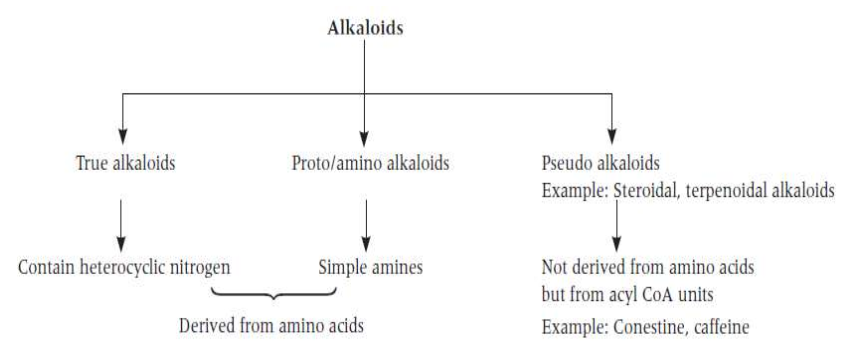 Alkaloids
True alkaloids
Proto/amino alkaloids
Pseudo alkaloids
Example: Steroidal, terpenoidal alkaloids
Contain heterocyclic nitrogen
Simple amines
Derived from amino acids
Not derived from amino acids
but from acyl CoA units
Example: Conestine, caffeine